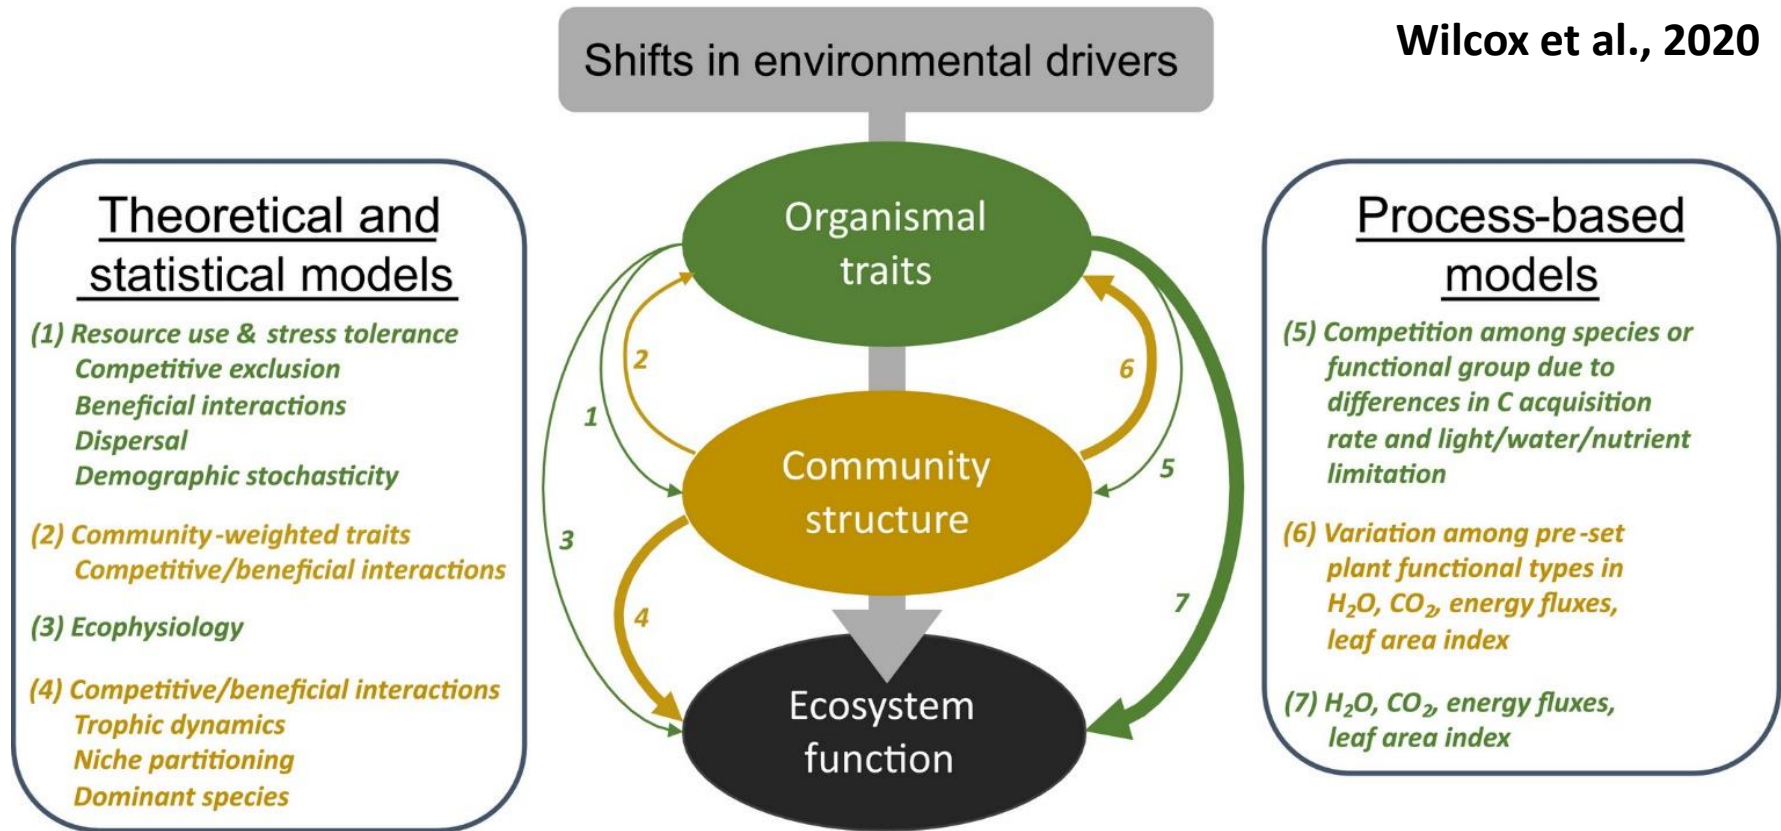 Wilcox et al., 2020
Shifts in environmental drivers
Theoretical and
statistical models
(1) Resource use & stress tolerance
Competitive exclusion
Beneficial interactions
Dispersal
Demographic stochasticity
(2) Community-weighted traits
Competitive/beneficial interactions
(3) Ecophysiology
(4) Competitive/beneficial interactions
Trophic dynamics
Niche partitioning
Dominant species
Organismal
traits
2
6
1
5
Community
structure
3
4
7
Ecosystem
function
Process-based
models
(5) Competition among species or
functional group due to
differences in C acquisition
rate and light/water/nutrient
limitation
(6) Variation among pre-set
plant functional types in
H₂O, CO₂, energy fluxes,
leaf area index
(7) H₂O, CO₂, energy fluxes,
leaf area index